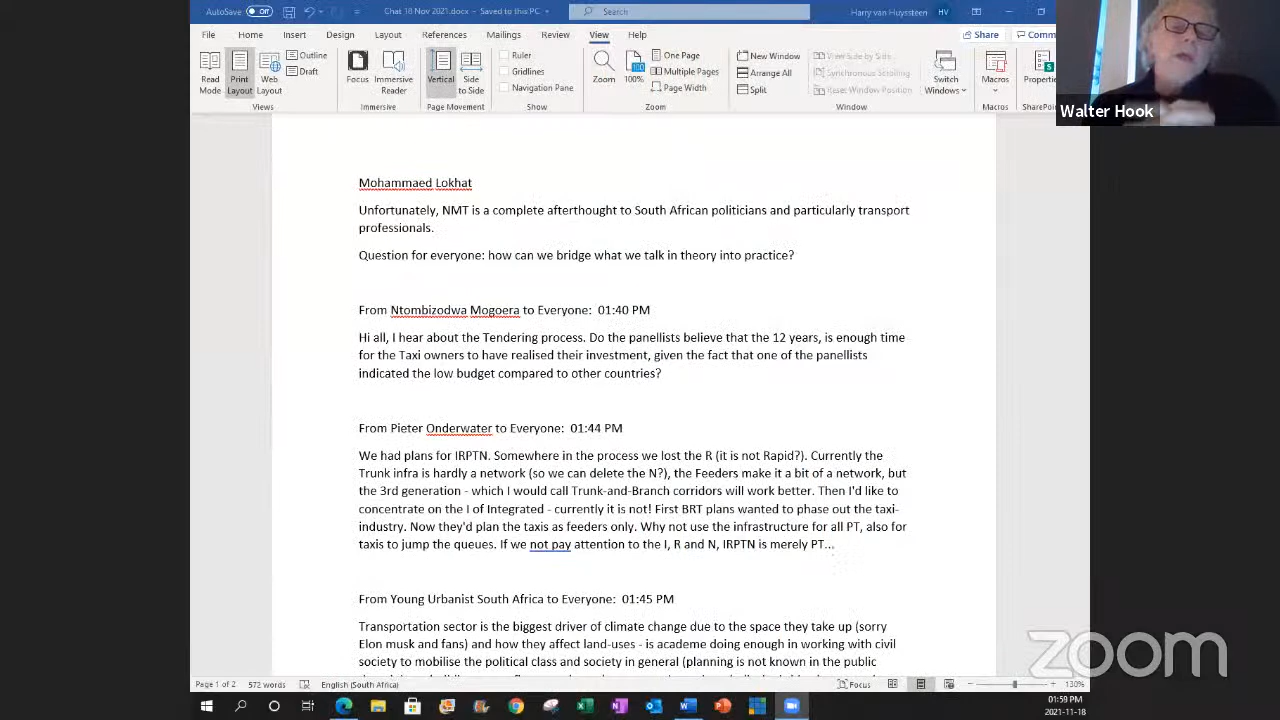 AutoSave Off Chat 18 Nov 2021.docx - Saved to this PC Search Harry van Huyssteen HV
File Home Insert Design Layout References Mailings Review View Help Share Comm
Read Mode Print Layout Web Layout Outline Draft Focus Immersive Reader Vertical Side to Side Ruler Gridlines Navigation Pane Zoom 100% One Page Multiple Pages Page Width New Window Arrange All Split View Side by Side Synchronous Scrolling Reset Window Position Switch Windows Macros Properti
Views Immersive Page Movement Show Zoom Window Macros SharePoi
Walter Hook
Mohammaed Lokhat
Unfortunately, NMT is a complete afterthought to South African politicians and particularly transport
professionals.
Question for everyone: how can we bridge what we talk in theory into practice?
From Ntombizodwa Mogoera to Everyone: 01:40 PM
Hi all, I hear about the Tendering process. Do the panellists believe that the 12 years, is enough time
for the Taxi owners to have realised their investment, given the fact that one of the panellists
indicated the low budget compared to other countries?
From Pieter Onderwater to Everyone: 01:44 PM
We had plans for IRPTN. Somewhere in the process we lost the R (it is not Rapid?). Currently the
Trunk infra is hardly a network (so we can delete the N?), the Feeders make it a bit of a network, but
the 3rd generation - which I would call Trunk-and-Branch corridors will work better. Then I'd like to
concentrate on the I of Integrated - currently it is not! First BRT plans wanted to phase out the taxi-
industry. Now they'd plan the taxis as feeders only. Why not use the infrastructure for all PT, also for
taxis to jump the queues. If we not pay attention to the I, R and N, IRPTN is merely PT...
From Young Urbanist South Africa to Everyone: 01:45 PM
Transportation sector is the biggest driver of climate change due to the space they take up (sorry
Elon musk and fans) and how they affect land-uses - is academe doing enough in working with civil
society to mobilise the political class and society in general (planning is not known in the public
zoom
Page 1 of 2 572 words English (South Africa) Focus 130%
01:59 PM
2021-11-18